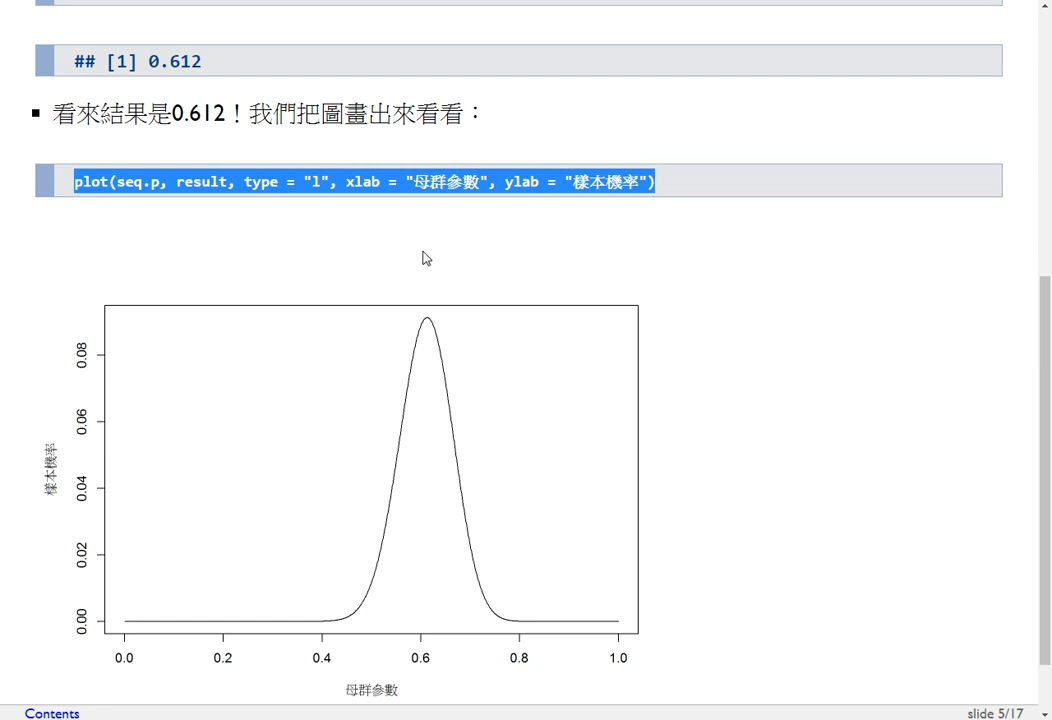 ## [1] 0.612
▪ 看來結果是0.612！我們把圖畫出來看看：
plot(seq.p, result, type = "l", xlab = "母群參數", ylab = "樣本機率")
樣本機率
0.08
0.06
0.04
0.02
0.00
0.0 0.2 0.4 0.6 0.8 1.0
母群參數
Contents slide 5/17